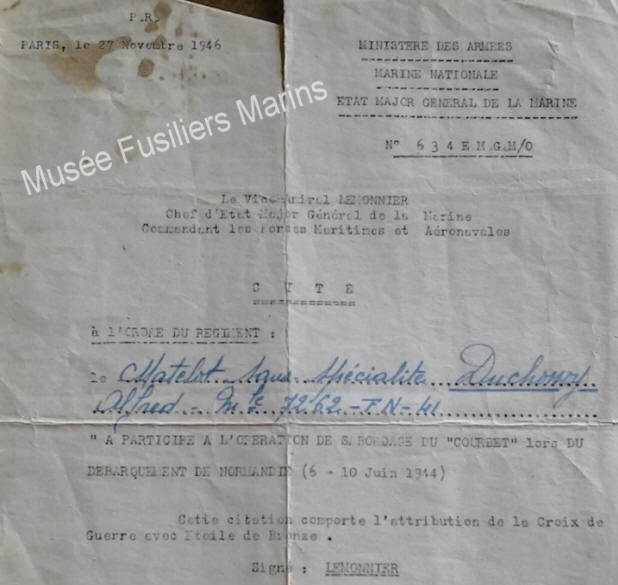 P.R.
PARIS, le 27 Novembre 1946
MINISTERE DES ARMEES
MARINE NATIONALE
ETAT MAJOR GENERAL DE LA MARINE
N° 634 E M.G.M/0
Musée Fusiliers Marins
Le Vice-Amiral LEMONNIER
Chef d'Etat Major Général de la Marine
Commandant les Forces Maritimes et Aéronavales
C I T E
à l'ORDRE DU REGIMENT :
le Matelot sans spécialité
Alfred - Mle 7262-FN-41
" A PARTICIPE A L'OPERATION DE SABORDAGE DU "COURBET" lors DU
DEBARQUEMENT DE NORMANDIE (6 - 10 Juin 1944)
Cette citation comporte l'attribution de la Croix de
Guerre avec Etoile de Bronze .
Signé : LEMONNIER